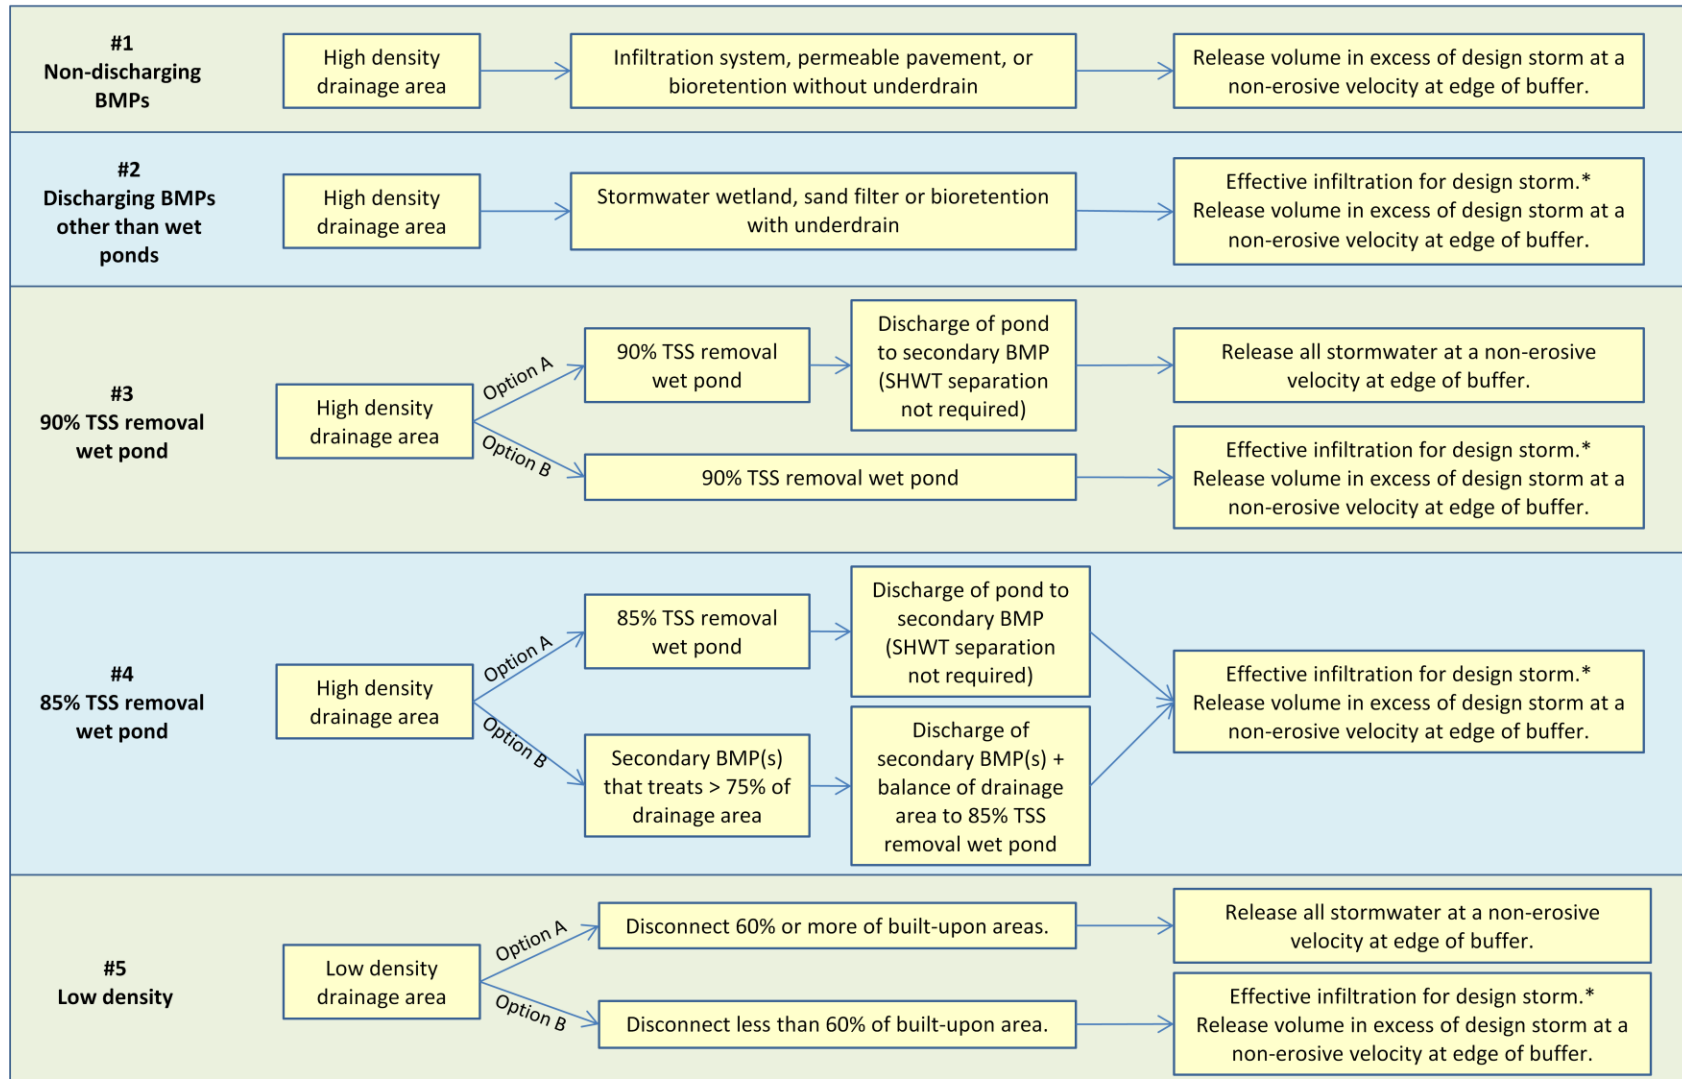 #1
Non-discharging
BMPs
High density
drainage area
Infiltration system, permeable pavement, or
bioretention without underdrain
Release volume in excess of design storm at a
non-erosive velocity at edge of buffer.
#2
Discharging BMPs
other than wet
ponds
High density
drainage area
Stormwater wetland, sand filter or bioretention
with underdrain
Effective infiltration for design storm.*
Release volume in excess of design storm at a
non-erosive velocity at edge of buffer.
#3
90% TSS removal
wet pond
High density
drainage area
Option A
90% TSS removal
wet pond
Discharge of pond
to secondary BMP
(SHWT separation
not required)
Release all stormwater at a non-erosive
velocity at edge of buffer.
Option B
90% TSS removal wet pond
Effective infiltration for design storm.*
Release volume in excess of design storm at a
non-erosive velocity at edge of buffer.
#4
85% TSS removal
wet pond
High density
drainage area
Option A
85% TSS removal
wet pond
Discharge of pond to
secondary BMP
(SHWT separation
not required)
Option B
Secondary BMP(s)
that treats > 75% of
drainage area
Discharge of
secondary BMP(s) +
balance of drainage
area to 85% TSS
removal wet pond
Effective infiltration for design storm.*
Release volume in excess of design storm at a
non-erosive velocity at edge of buffer.
#5
Low density
Low density
drainage area
Option A
Disconnect 60% or more of built-upon areas.
Release all stormwater at a non-erosive
velocity at edge of buffer.
Option B
Disconnect less than 60% of built-upon area.
Effective infiltration for design storm.*
Release volume in excess of design storm at a
non-erosive velocity at edge of buffer.